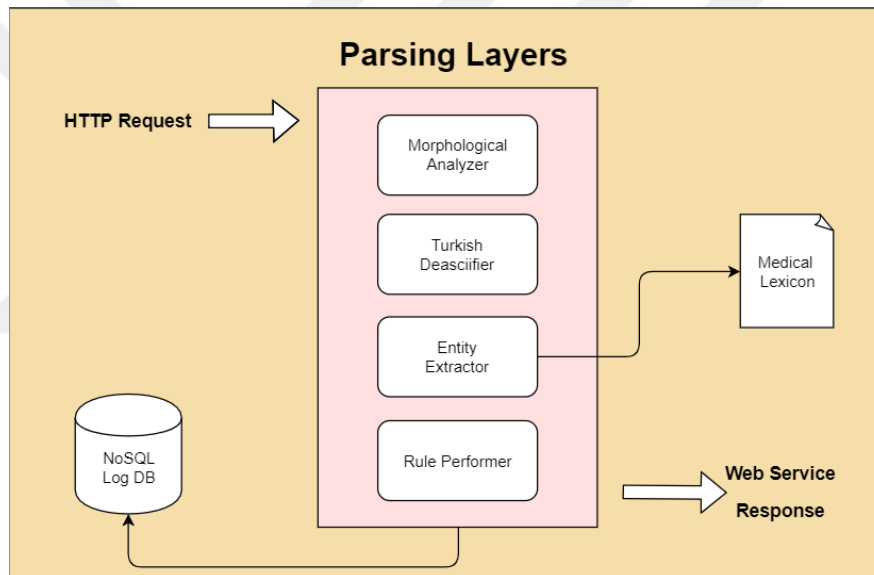 Parsing Layers
HTTP Request
Morphological
Analyzer
Turkish
Deasciifier
Medical
Lexicon
Entity
Extractor
NoSQL
Log DB
Rule Performer
Web Service
Response